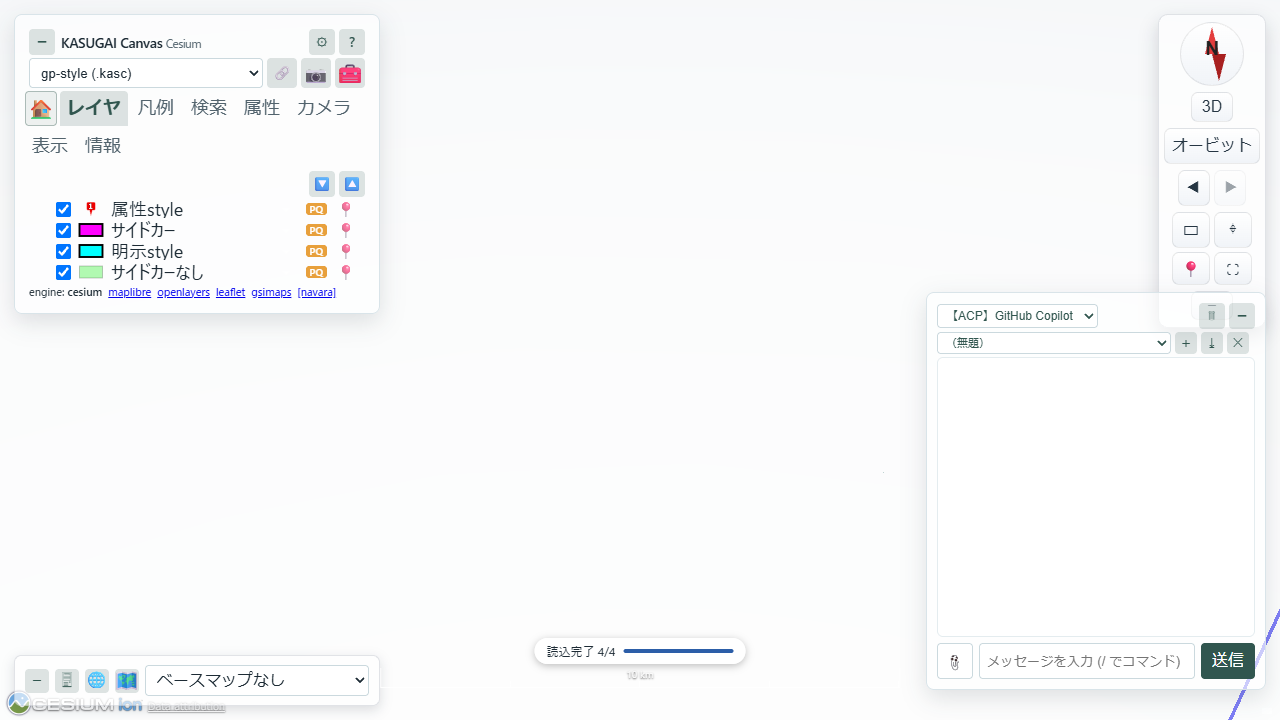 − KASUGAI Canvas Cesium ?
gp-style (.kasc)
レイヤ 凡例 検索 属性 カメラ
表示 情報
属性style PQ
サイドカー PQ
明示style PQ
サイドカーなし PQ
engine: cesium maplibre openlayers leaflet gsimaps [navara]
N
3D
オービット
【ACP】GitHub Copilot
（無題）
メッセージを入力 (/ でコマンド)
送信
読込完了 4/4
10 km
ベースマップなし
CESIUM ion Data attribution